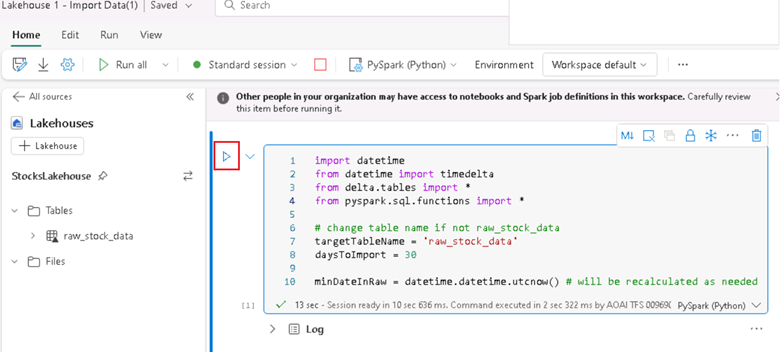 Lakehouse 1 - Import Data(1) Saved Search
Home Edit Run View
Run all Standard session PySpark (Python) Environment Workspace default ...
All sources
Other people in your organization may have access to notebooks and Spark job definitions in this workspace. Carefully review
this item before running it.
Lakehouses
+ Lakehouse
StocksLakehouse
Tables
raw_stock_data
Files
M↓ ...
1 import datetime
2 from datetime import timedelta
3 from delta.tables import *
4 from pyspark.sql.functions import *
5
6 # change table name if not raw_stock_data
7 targetTableName = 'raw_stock_data'
8 daysToImport = 30
9
10 minDateInRaw = datetime.datetime.utcnow() # will be recalculated as needed
[1] 13 sec - Session ready in 10 sec 636 ms. Command executed in 2 sec 322 ms by AOAI TFS PySpark (Python)
Log ...